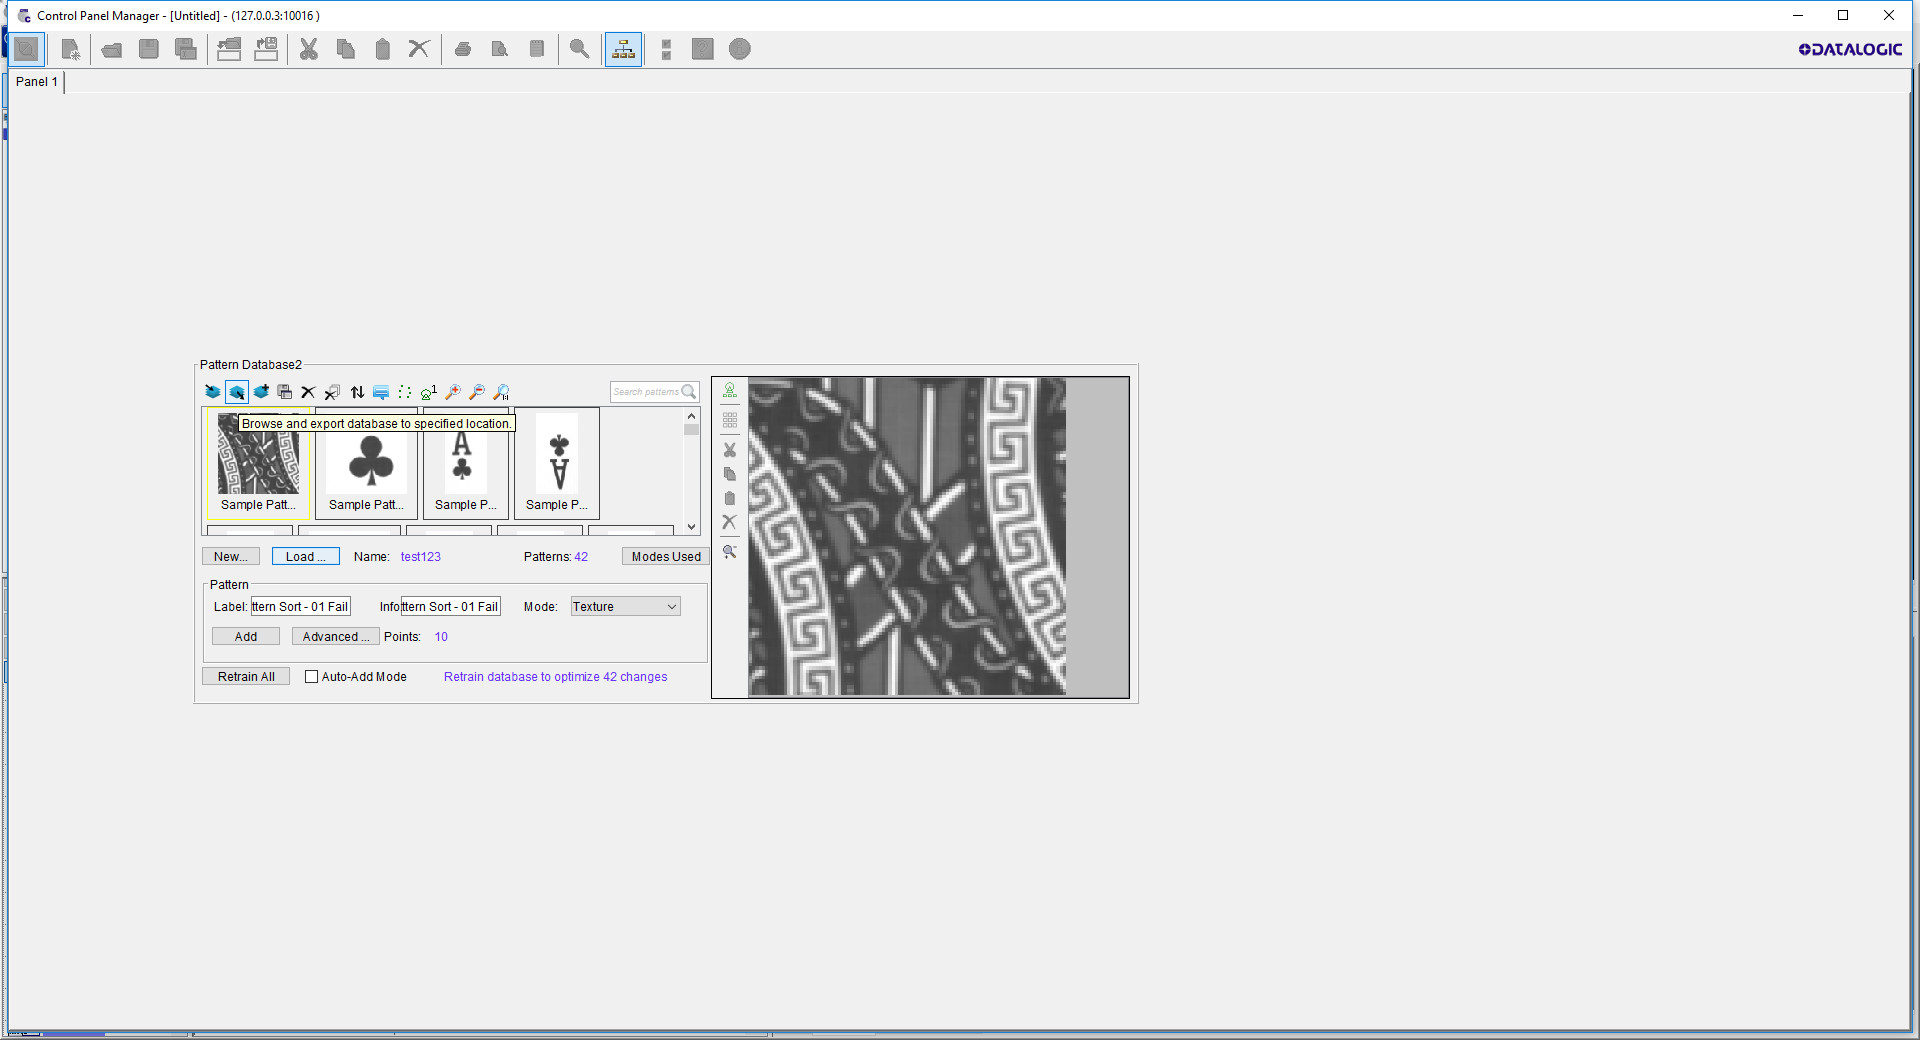 Control Panel Manager - [Untitled] - (127.0.0.3:10016 )
DATALOGIC
Panel 1
Pattern Database2
1
Search patterns
Browse and export database to specified location.
A
A
Sample Patt...
Sample Patt...
Sample P...
Sample P...
New...
Load ...
Name:
test123
Patterns: 42
Modes Used
Pattern
Label:
ttern Sort - 01 Fail
Info
ttern Sort - 01 Fail
Mode:
Texture
Add
Advanced ...
Points:
10
Retrain All
Auto-Add Mode
Retrain database to optimize 42 changes